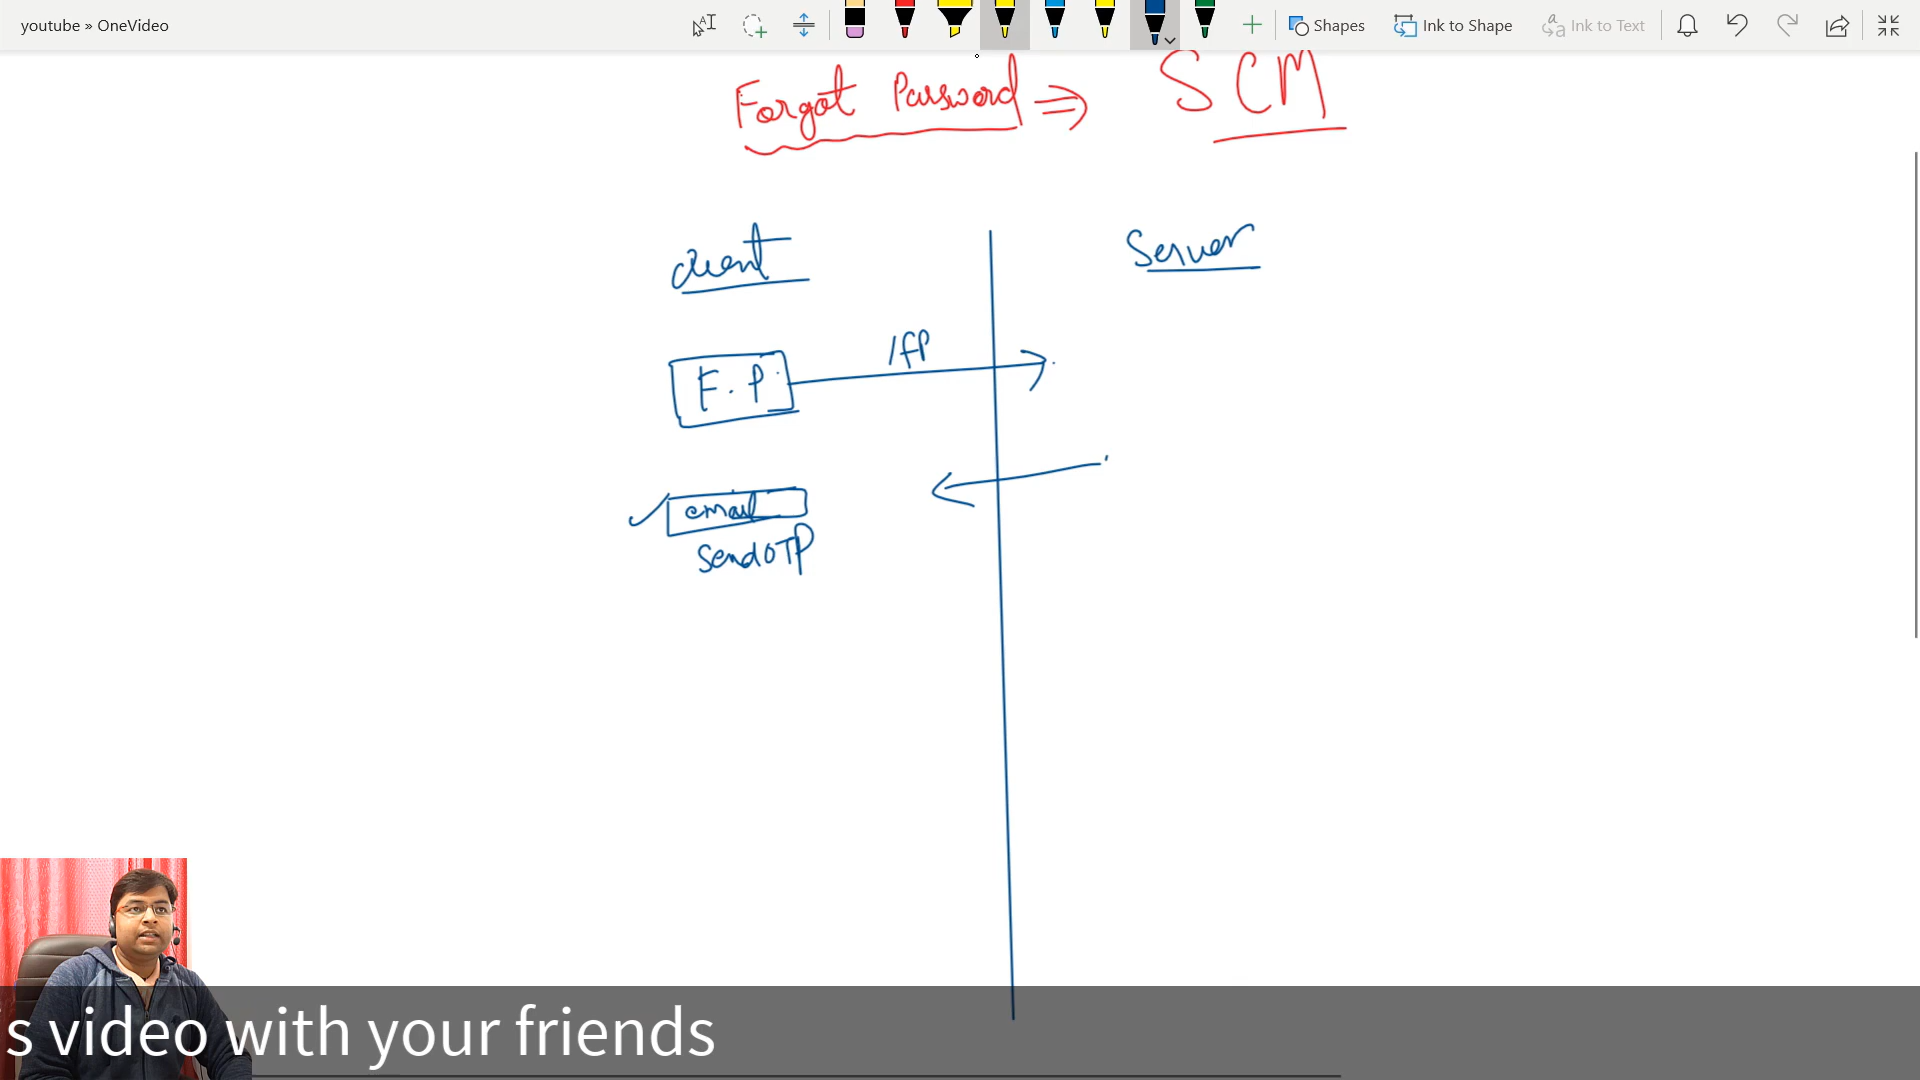 youtube » OneVideo
Shapes
Ink to Shape
Ink to Text
Forgot Password ⇒ SCM
client
Server
/fP
F.P
email
SendOTP
s video with your friends